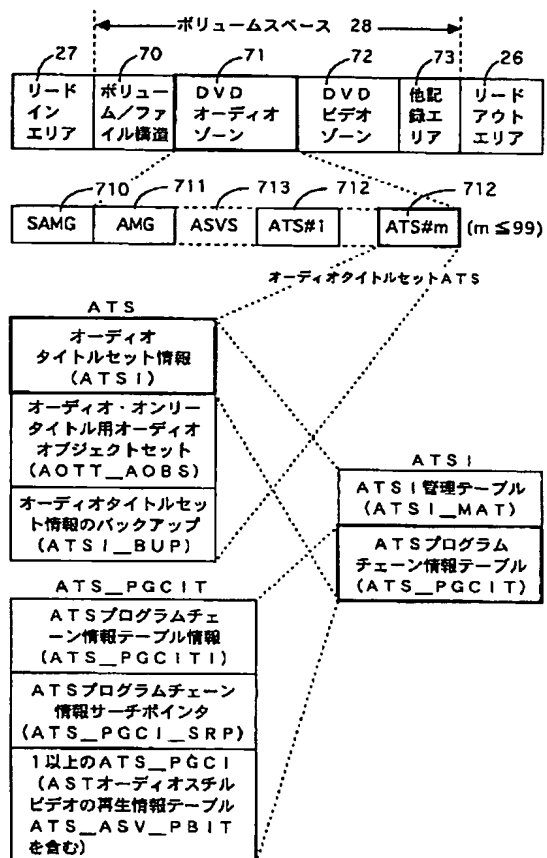 ボリュームスペース 28
27
70
71
72
73
26
リード
イン
エリア
ボリュー
ム/ファ
イル構造
DVD
オーディオ
ゾーン
DVD
ビデオ
ゾーン
他記
録エ
リア
リード
アウト
エリア
710
711
713
712
712
SAMG
AMG
ASVS
ATS#1
ATS#m
(m≦99)
オーディオタイトルセットATS
ATS
オーディオ
タイトルセット情報
(ATSI)
オーディオ・オンリー
タイトル用オーディオ
オブジェクトセット
(AOTT__AOBS)
オーディオタイトルセッ
ト情報のバックアップ
(ATSI__BUP)
ATSI
ATSI管理テーブル
(ATSI__MAT)
ATSプログラム
チェーン情報テーブル
(ATS__PGCIT)
ATS__PGCIT
ATSプログラムチェ
ーン情報テーブル情報
(ATS__PGCITI)
ATSプログラムチェーン
情報サーチポインタ
(ATS__PGCI__SRP)
1以上のATS__PGCI
(ASTオーディオスチル
ビデオの再生情報テーブル
ATS__ASV__PBIT
を含む)